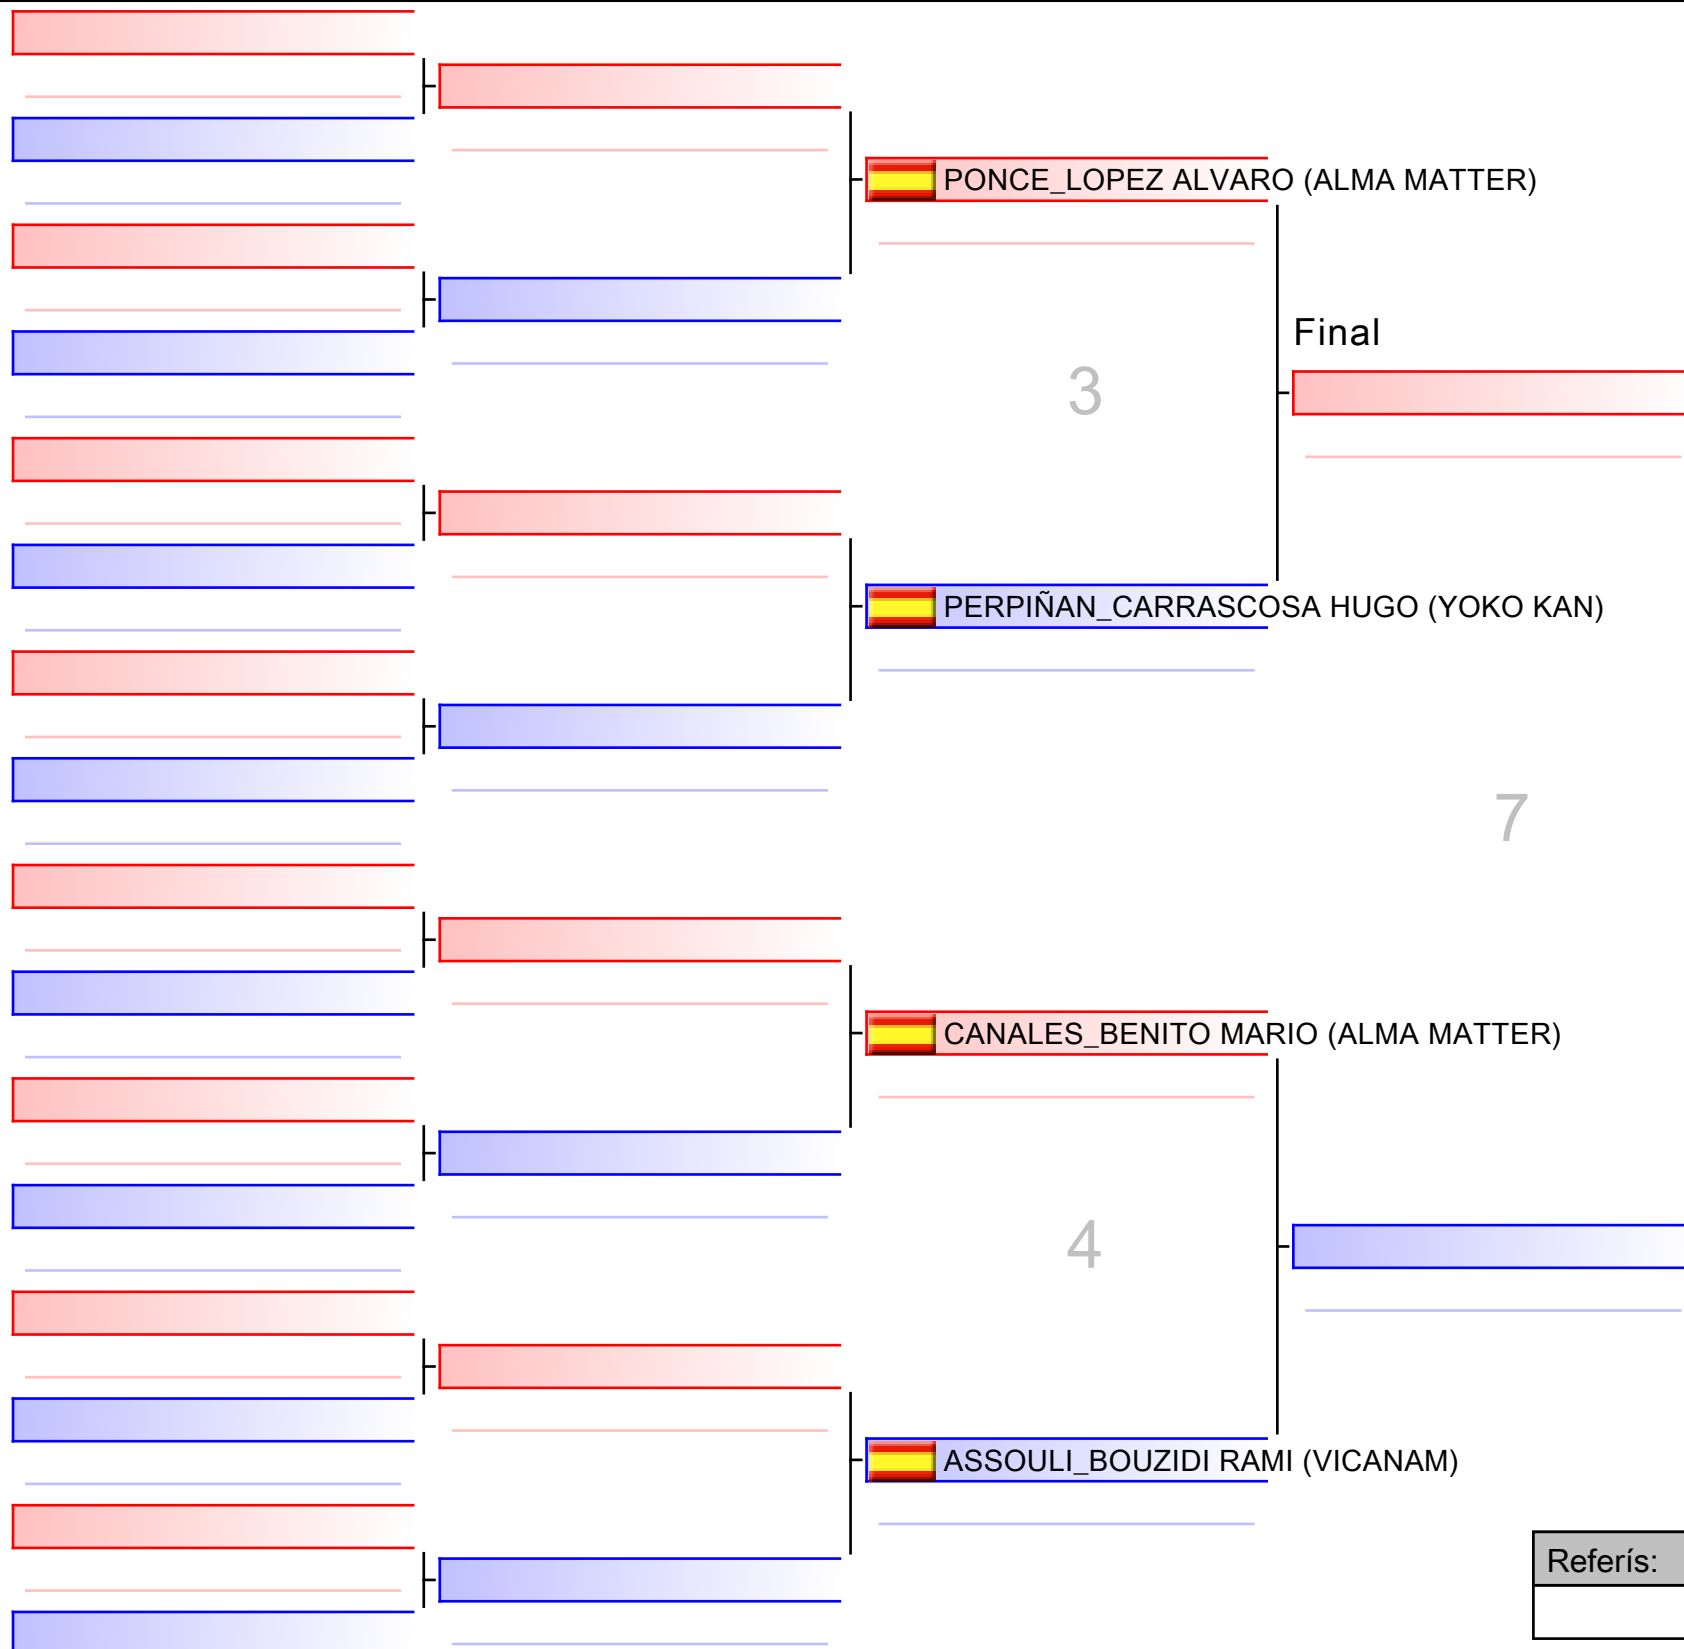 PONCE_LOPEZ ALVARO (ALMA MATTER)
Final
3
PERPIÑAN_CARRASCOSA HUGO (YOKO KAN)
7
CANALES_BENITO MARIO (ALMA MATTER)
4
ASSOULI_BOUZIDI RAMI (VICANAM)
Referís: